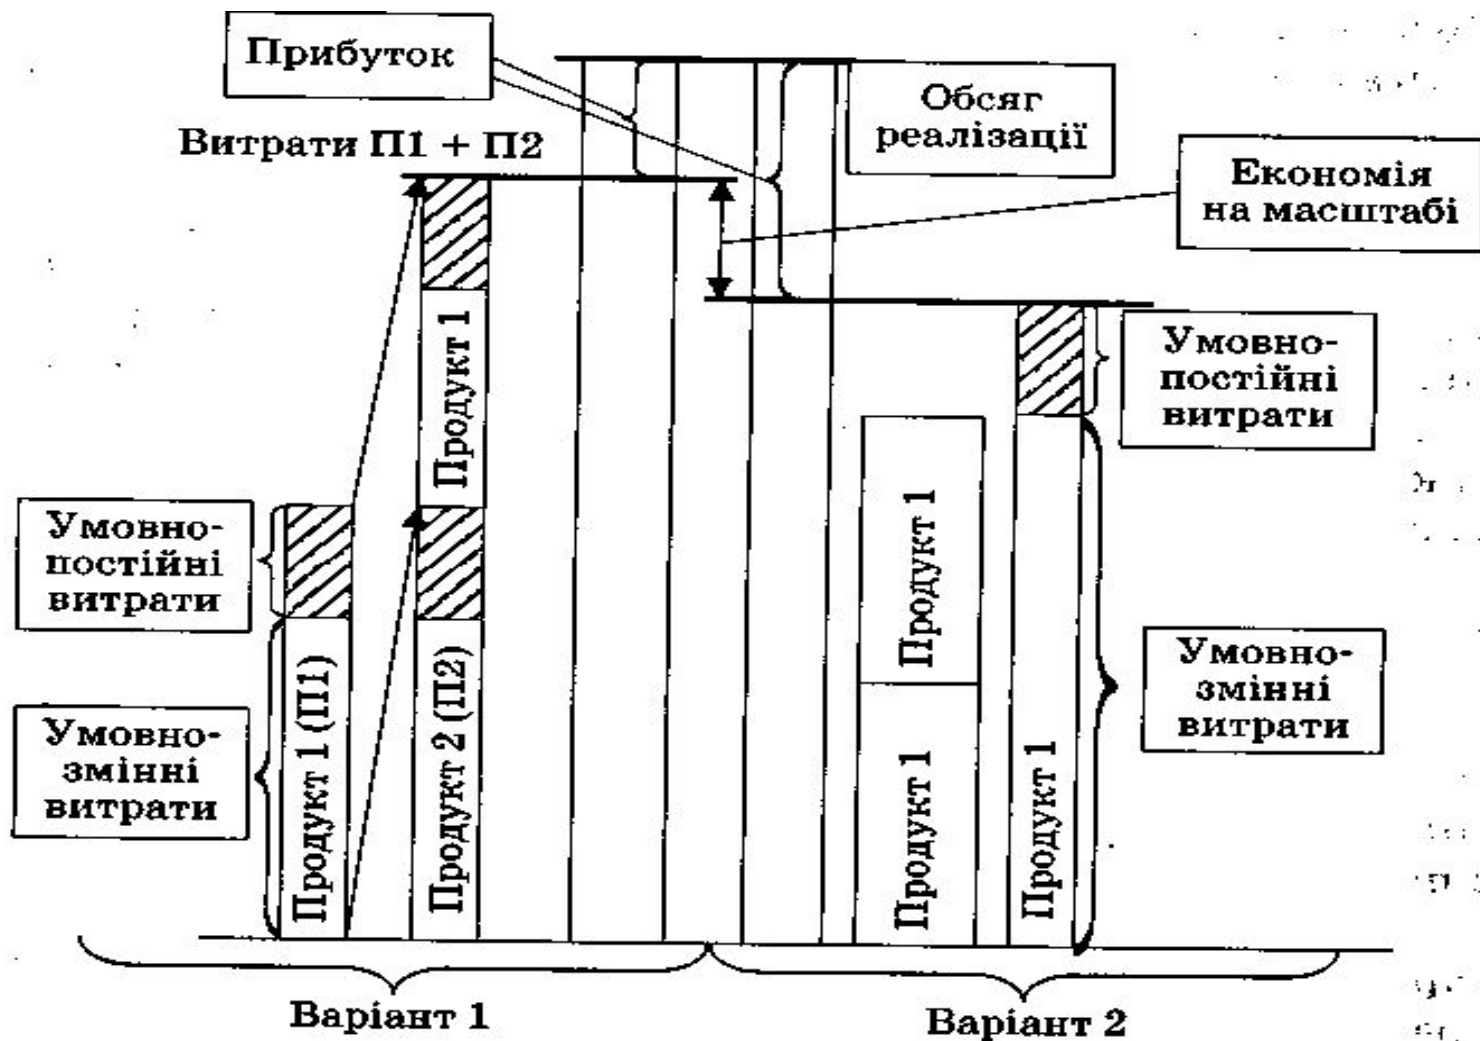 Прибуток
Обсяг
реалізації
Витрати П1 + П2
Економія
на масштабі
Продукт 1
Умовно-
постійні
витрати
Умовно-
постійні
витрати
Продукт 1
Умовно-
змінні
витрати
Умовно-
змінні
витрати
Продукт 1 (П1)
Продукт 2 (П2)
Продукт 1
Продукт 1
Варіант 1
Варіант 2